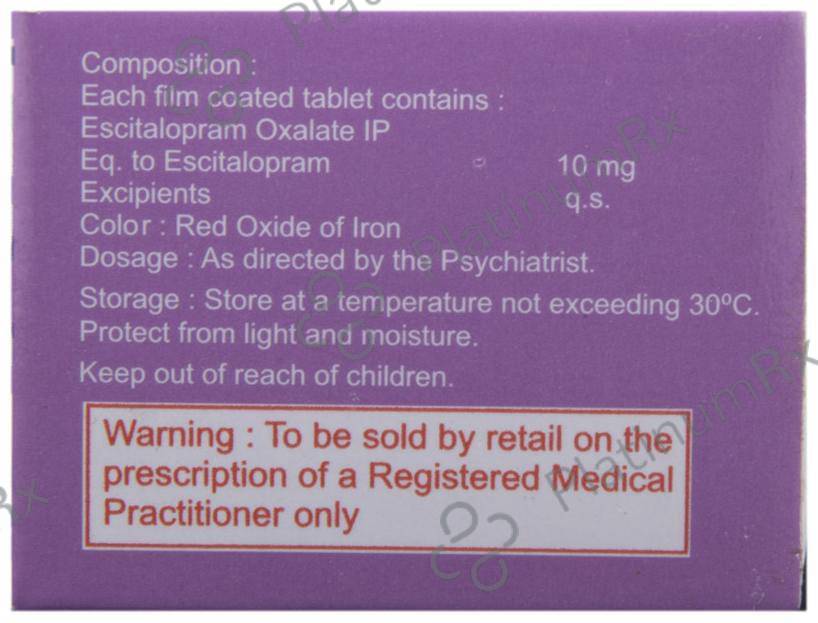 Composition :
Each film coated tablet contains :
Escitalopram Oxalate IP
Eq. to Escitalopram 10 mg
Excipients q.s.
Color : Red Oxide of Iron
Dosage : As directed by the Psychiatrist.
Storage : Store at a temperature not exceeding 30ºC.
Protect from light and moisture.
Keep out of reach of children.
Warning : To be sold by retail on the
prescription of a Registered Medical
Practitioner only
PlatinumRx
PlatinumRx